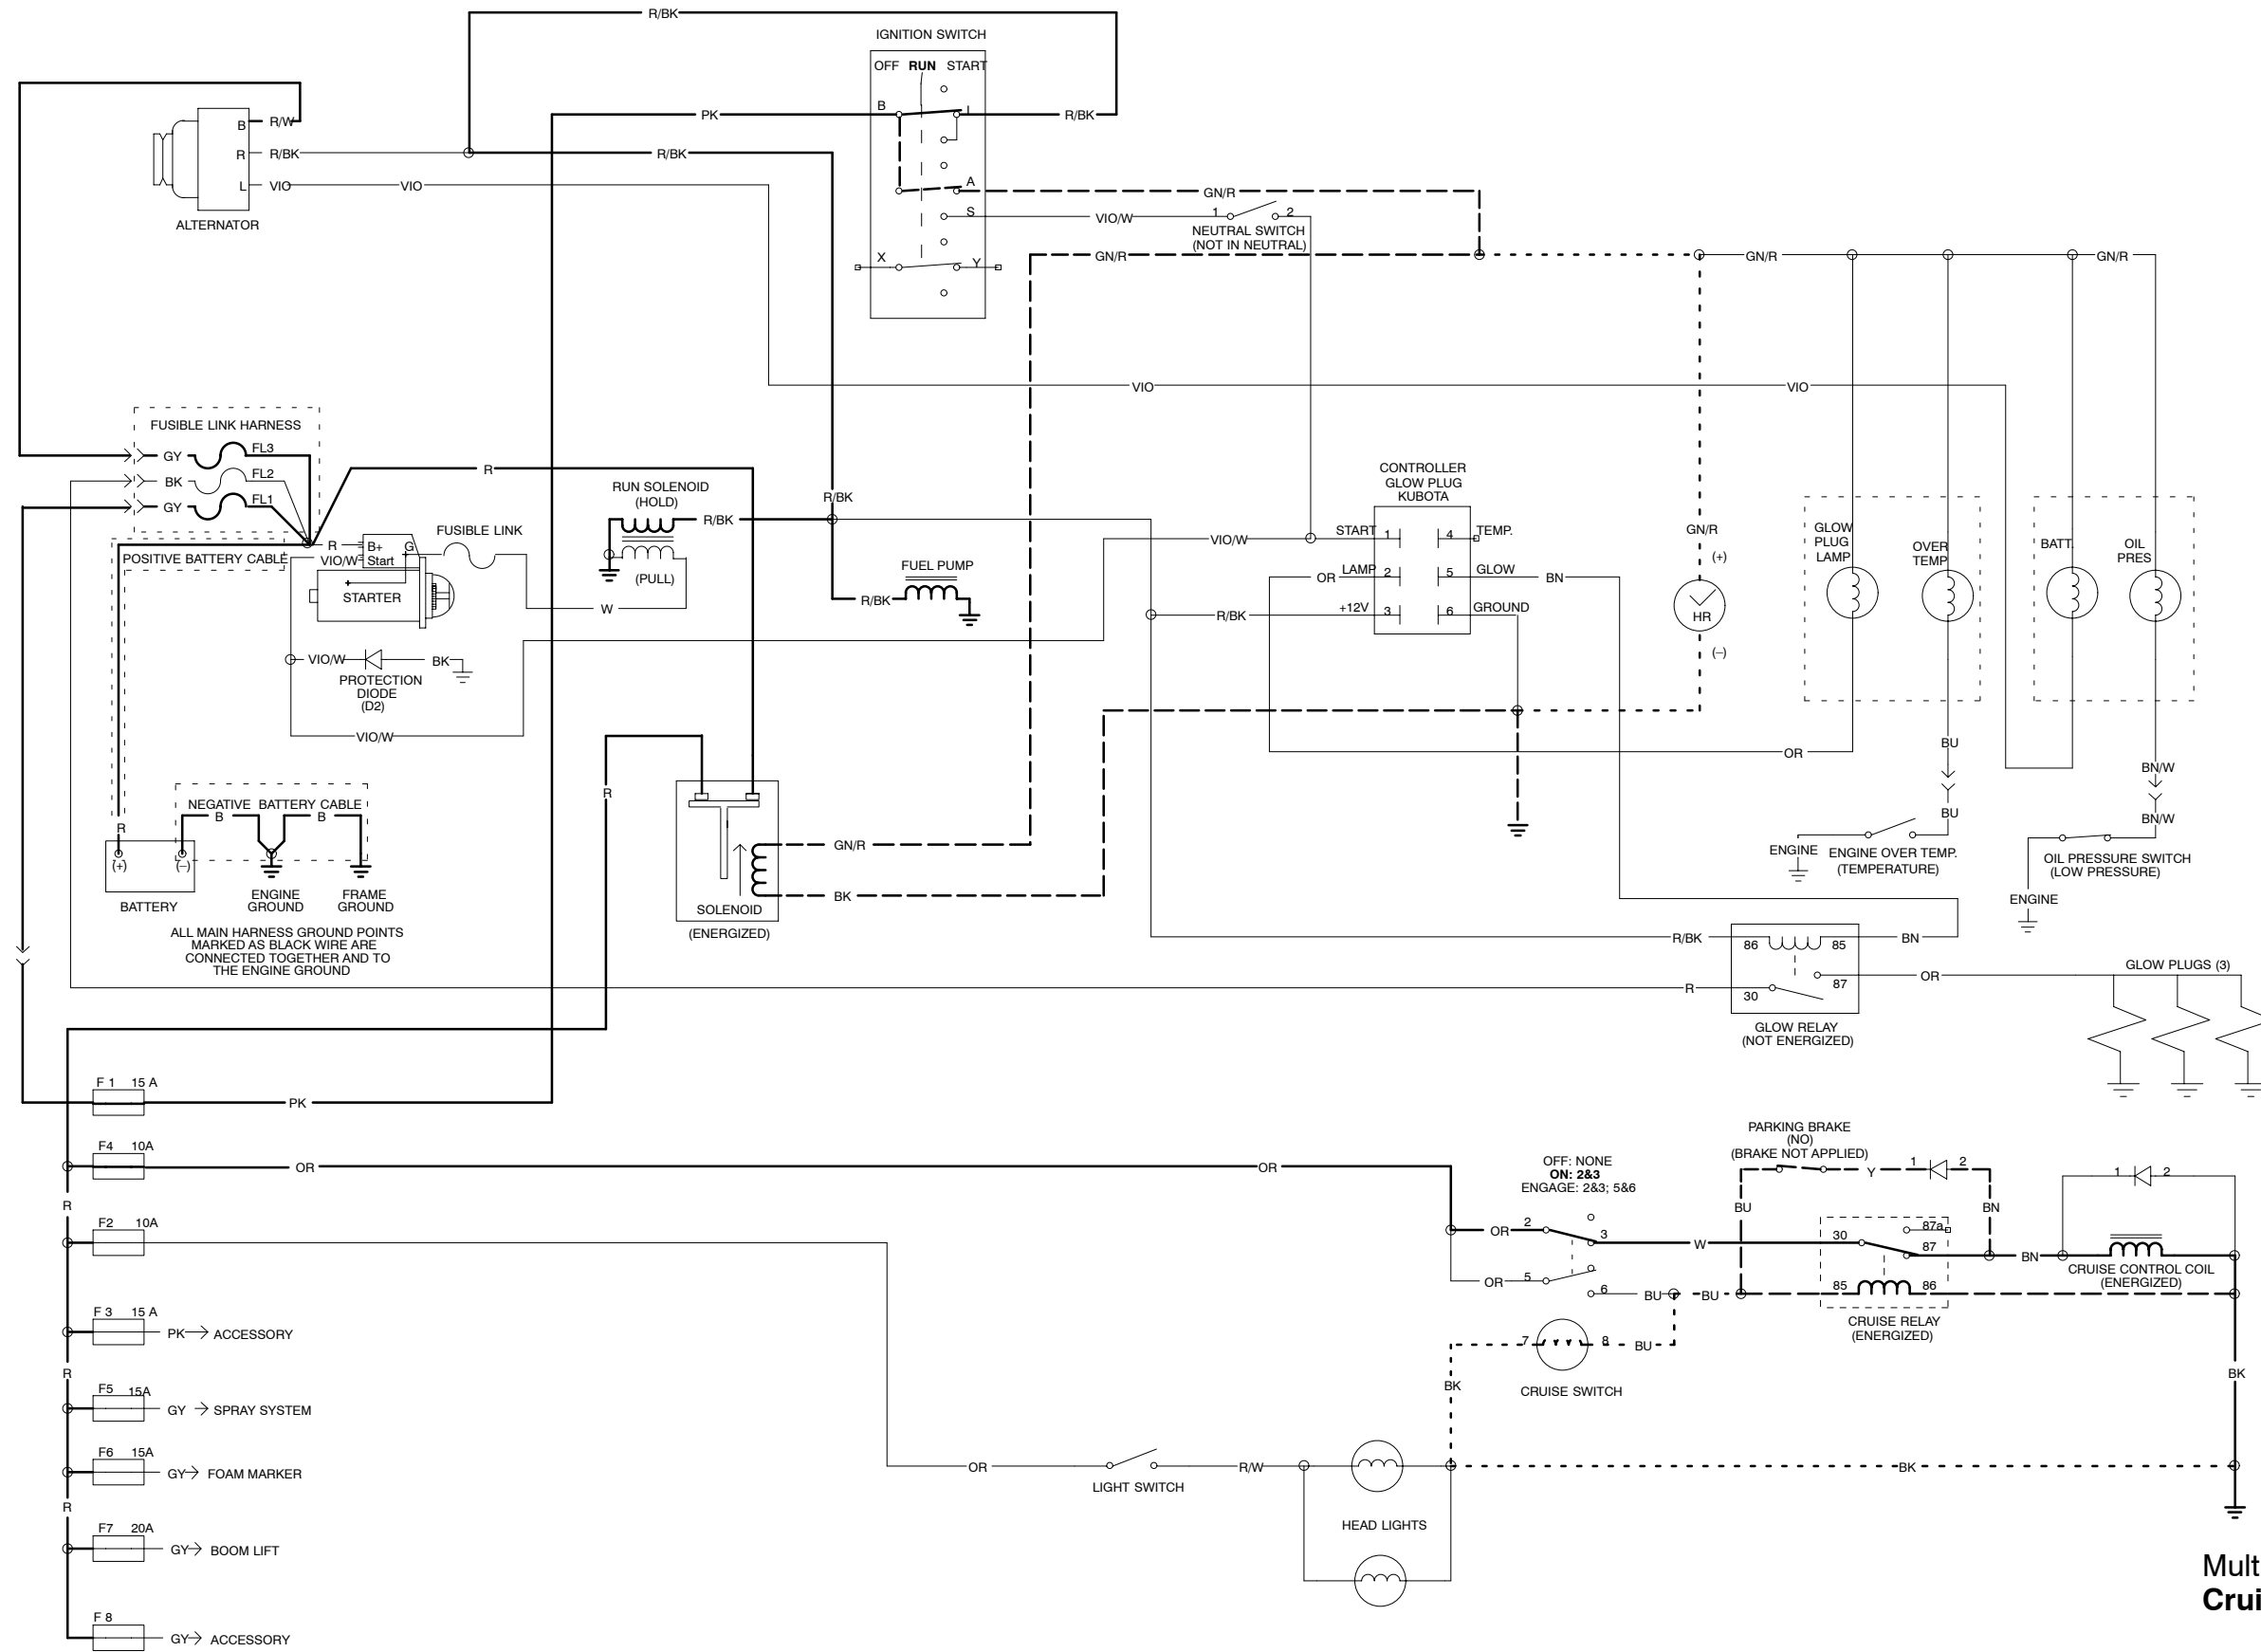 R/BK
IGNITION SWITCH
OFF RUN START
B
I
PK
R/BK
B R/W
R R/BK
R/BK
L VIO
VIO
ALTERNATOR
A
GN/R
S
VIO/W
1 2
NEUTRAL SWITCH
(NOT IN NEUTRAL)
X
Y
GN/R
GN/R
GN/R
VIO
VIO
FUSIBLE LINK HARNESS
GY FL3
BK FL2
GY FL1
R
RUN SOLENOID
(HOLD)
R/BK
R/BK
(PULL)
FUSIBLE LINK
POSITIVE BATTERY CABLE
R B+ G
VIO/W Start
STARTER
W
FUEL PUMP
R/BK
VIO/W BK
PROTECTION
DIODE
(D2)
VIO/W
CONTROLLER
GLOW PLUG
KUBOTA
VIO/W
START 1 4 TEMP.
OR LAMP 2 5 GLOW BN
R/BK +12V 3 6 GROUND
GN/R
(+)
HR
(–)
GLOW
PLUG
LAMP
OVER
TEMP
BATT.
OIL
PRES
OR
BU
BU
BN/W
BN/W
ENGINE
ENGINE OVER TEMP.
(TEMPERATURE)
OIL PRESSURE SWITCH
(LOW PRESSURE)
ENGINE
NEGATIVE BATTERY CABLE
B B
R
(+) (–)
BATTERY
ENGINE
GROUND
FRAME
GROUND
ALL MAIN HARNESS GROUND POINTS
MARKED AS BLACK WIRE ARE
CONNECTED TOGETHER AND TO
THE ENGINE GROUND
R
GN/R
BK
SOLENOID
(ENERGIZED)
R/BK
86 85
BN
87
OR
R
30
GLOW RELAY
(NOT ENERGIZED)
GLOW PLUGS (3)
F 1 15 A
PK
F4 10A
OR
OR
R
F2 10A
F 3 15 A
PK ACCESSORY
R
F5 15A
GY SPRAY SYSTEM
F6 15A
GY FOAM MARKER
R
F7 20A
GY BOOM LIFT
F 8
GY ACCESSORY
OFF: NONE
ON: 2&3
ENGAGE: 2&3; 5&6
OR 2
3
W
OR 5
6
BU
BU
7 8
BU
CRUISE SWITCH
BK
PARKING BRAKE
(NO)
(BRAKE NOT APPLIED)
Y
1 2
BU
BN
30
87a
87
BN
85 86
CRUISE RELAY
(ENERGIZED)
1 2
CRUISE CONTROL COIL
(ENERGIZED)
BK
OR
LIGHT SWITCH
R/W
BK
HEAD LIGHTS
Mult
Crui